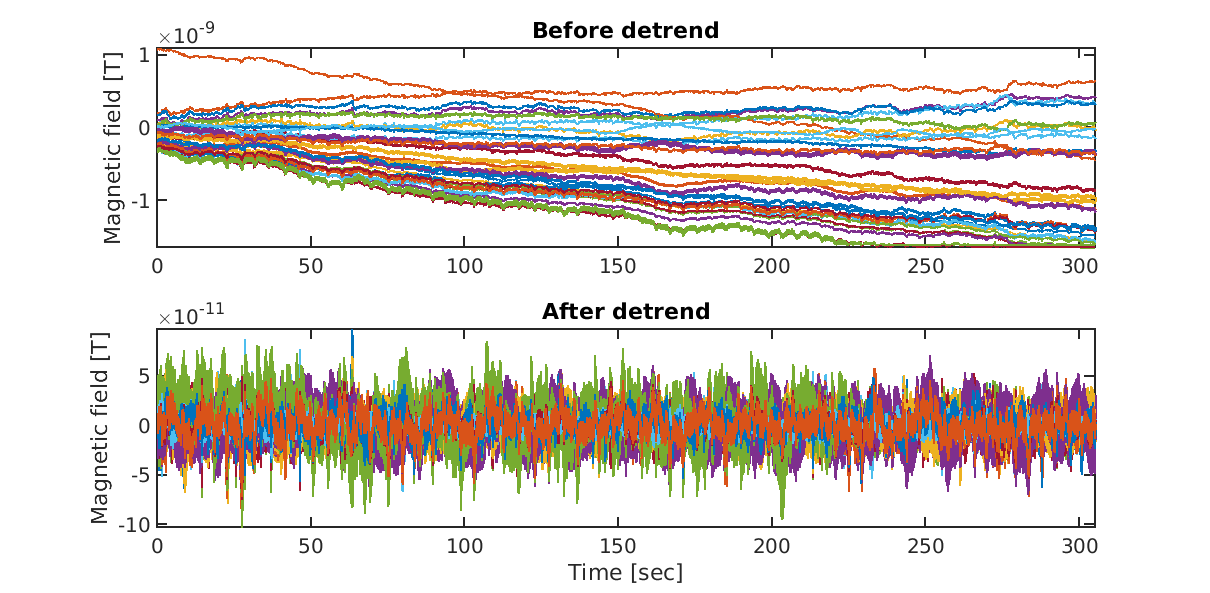 Before detrend
×10-9
Magnetic field [T]
1
0
-1
0 50 100 150 200 250 300
After detrend
×10-11
Magnetic field [T]
5
0
-5
-10
0 50 100 150 200 250 300
Time [sec]